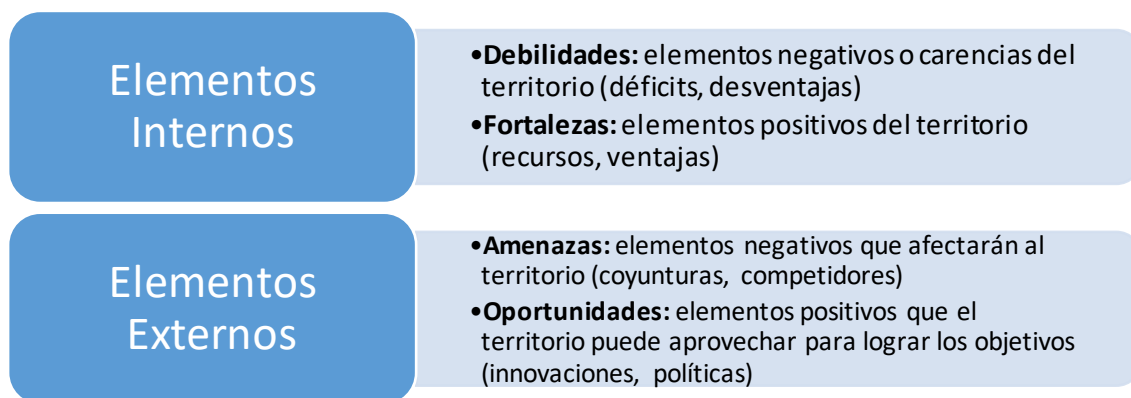 Elementos
Internos
•Debilidades: elementos negativos o carencias del
territorio (déficits, desventajas)
•Fortalezas: elementos positivos del territorio
(recursos, ventajas)
Elementos
Externos
•Amenazas: elementos negativos que afectarán al
territorio (coyunturas, competidores)
•Oportunidades: elementos positivos que el
territorio puede aprovechar para lograr los objetivos
(innovaciones, políticas)